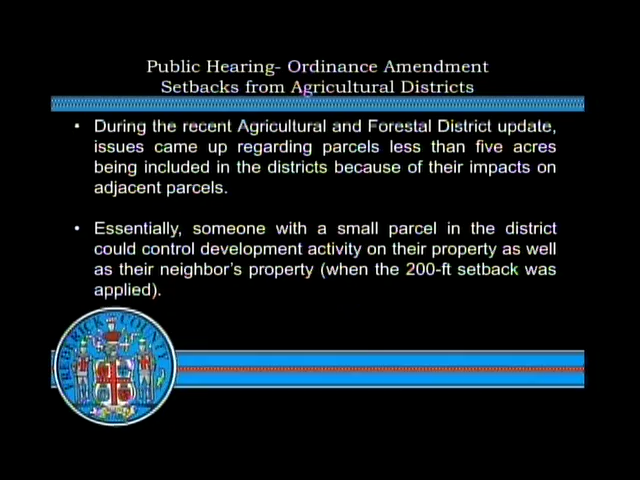 Public Hearing- Ordinance Amendment
Setbacks from Agricultural Districts
• During the recent Agricultural and Forestal District update,
issues came up regarding parcels less than five acres
being included in the districts because of their impacts on
adjacent parcels.
• Essentially, someone with a small parcel in the district
could control development activity on their property as well
as their neighbor's property (when the 200-ft setback was
applied).
FREDERICK COUNTY